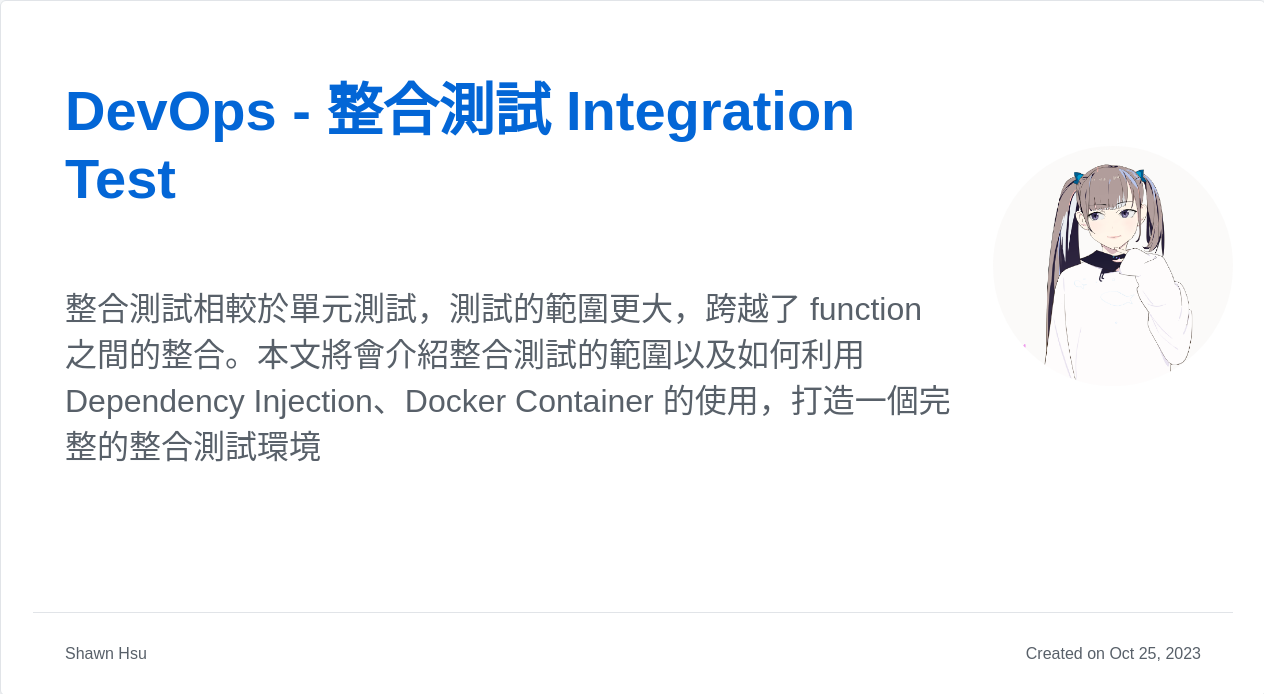 DevOps - 整合測試 Integration
Test
整合測試相較於單元測試，測試的範圍更大，跨越了 function
之間的整合。本文將會介紹整合測試的範圍以及如何利用
Dependency Injection、Docker Container 的使用，打造一個完
整的整合測試環境
Shawn Hsu
Created on Oct 25, 2023